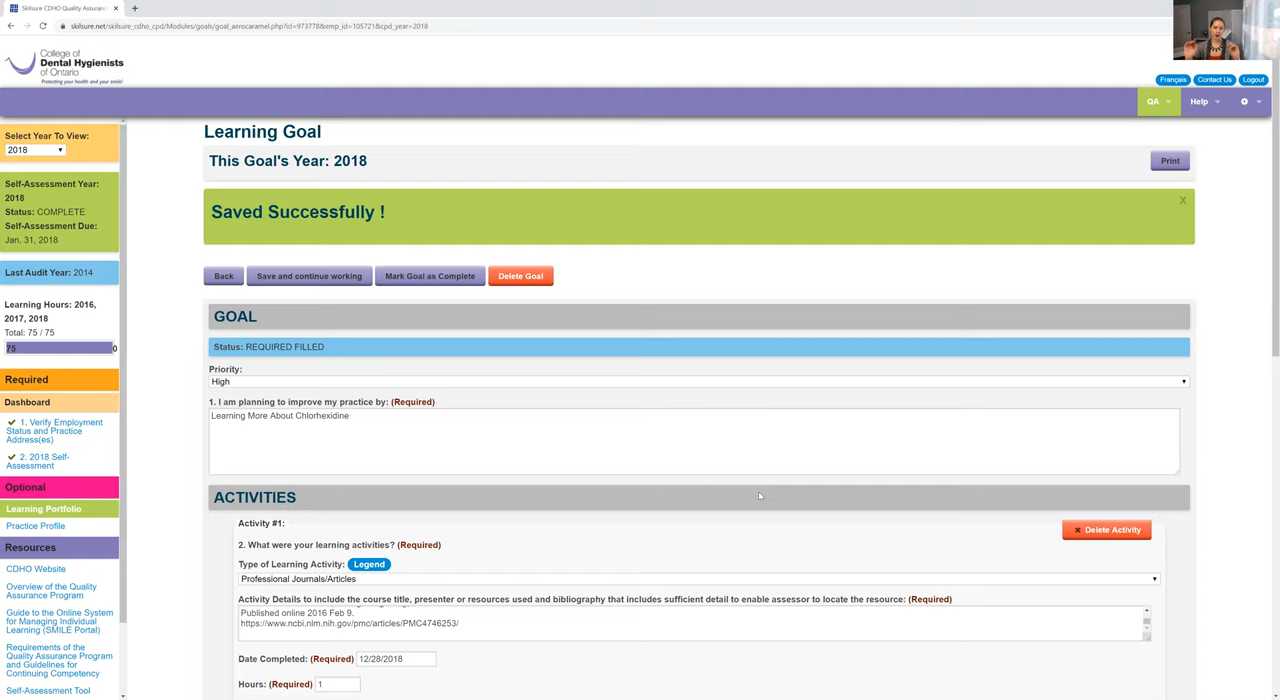 Skilsure CDHO Quality Assuranc
skilsure.net/skilsure_cdho_cpd/Modules/goals/goal_aerocaramel.php?id=973778&emp_id=105721&cpd_year=2018
College of
Dental Hygienists
of Ontario
Protecting your health and your smile!
Français
Contact Us
Logout
QA
Help
Select Year To View:
2018
Self-Assessment Year:
2018
Status: COMPLETE
Self-Assessment Due:
Jan. 31, 2018
Last Audit Year: 2014
Learning Hours: 2016,
2017, 2018
Total: 75 / 75
75
0
Required
Dashboard
1. Verify Employment
Status and Practice
Address(es)
2. 2018 Self-
Assessment
Optional
Learning Portfolio
Practice Profile
Resources
CDHO Website
Overview of the Quality
Assurance Program
Guide to the Online System
for Managing Individual
Learning (SMILE Portal)
Requirements of the
Quality Assurance Program
and Guidelines for
Continuing Competency
Self-Assessment Tool
Learning Goal
This Goal's Year: 2018
Print
Saved Successfully !
X
Back
Save and continue working
Mark Goal as Complete
Delete Goal
GOAL
Status: REQUIRED FILLED
Priority:
High
1. I am planning to improve my practice by: (Required)
Learning More About Chlorhexidine
ACTIVITIES
Activity #1:
Delete Activity
2. What were your learning activities? (Required)
Type of Learning Activity: Legend
Professional Journals/Articles
Activity Details to include the course title, presenter or resources used and bibliography that includes sufficient detail to enable assessor to locate the resource: (Required)
Published online 2016 Feb 9.
https://www.ncbi.nlm.nih.gov/pmc/articles/PMC4746253/
Date Completed: (Required) 12/28/2018
Hours: (Required) 1